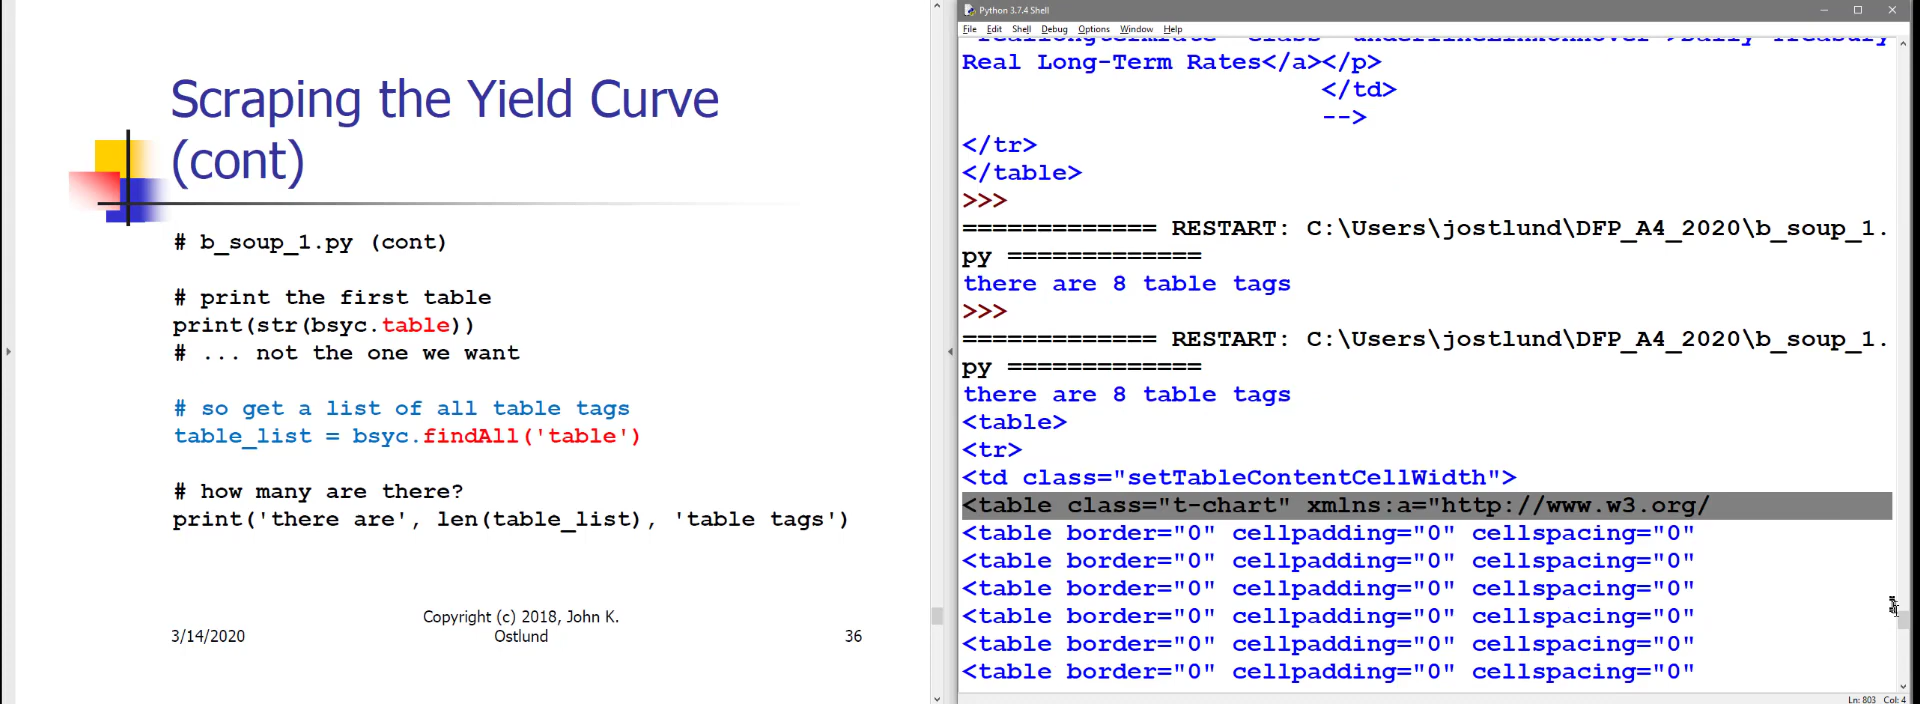 Scraping the Yield Curve
(cont)
# b_soup_1.py (cont)
# print the first table
print(str(bsyc.table))
# ... not the one we want
# so get a list of all table tags
table_list = bsyc.findAll('table')
# how many are there?
print('there are', len(table_list), 'table tags')
3/14/2020
Copyright (c) 2018, John K.
Ostlund
36
Python 3.7.4 Shell
File Edit Shell Debug Options Window Help
Real Long-Term Rates</a></p>
</td>
-->
</tr>
</table>
>>>
============= RESTART: C:\Users\jostlund\DFP_A4_2020\b_soup_1.
py =============
there are 8 table tags
>>>
============= RESTART: C:\Users\jostlund\DFP_A4_2020\b_soup_1.
py =============
there are 8 table tags
<table>
<tr>
<td class="setTableContentCellWidth">
<table class="t-chart" xmlns:a="http://www.w3.org/
<table border="0" cellpadding="0" cellspacing="0"
<table border="0" cellpadding="0" cellspacing="0"
<table border="0" cellpadding="0" cellspacing="0"
<table border="0" cellpadding="0" cellspacing="0"
<table border="0" cellpadding="0" cellspacing="0"
<table border="0" cellpadding="0" cellspacing="0"
Ln: 803 Col: 4